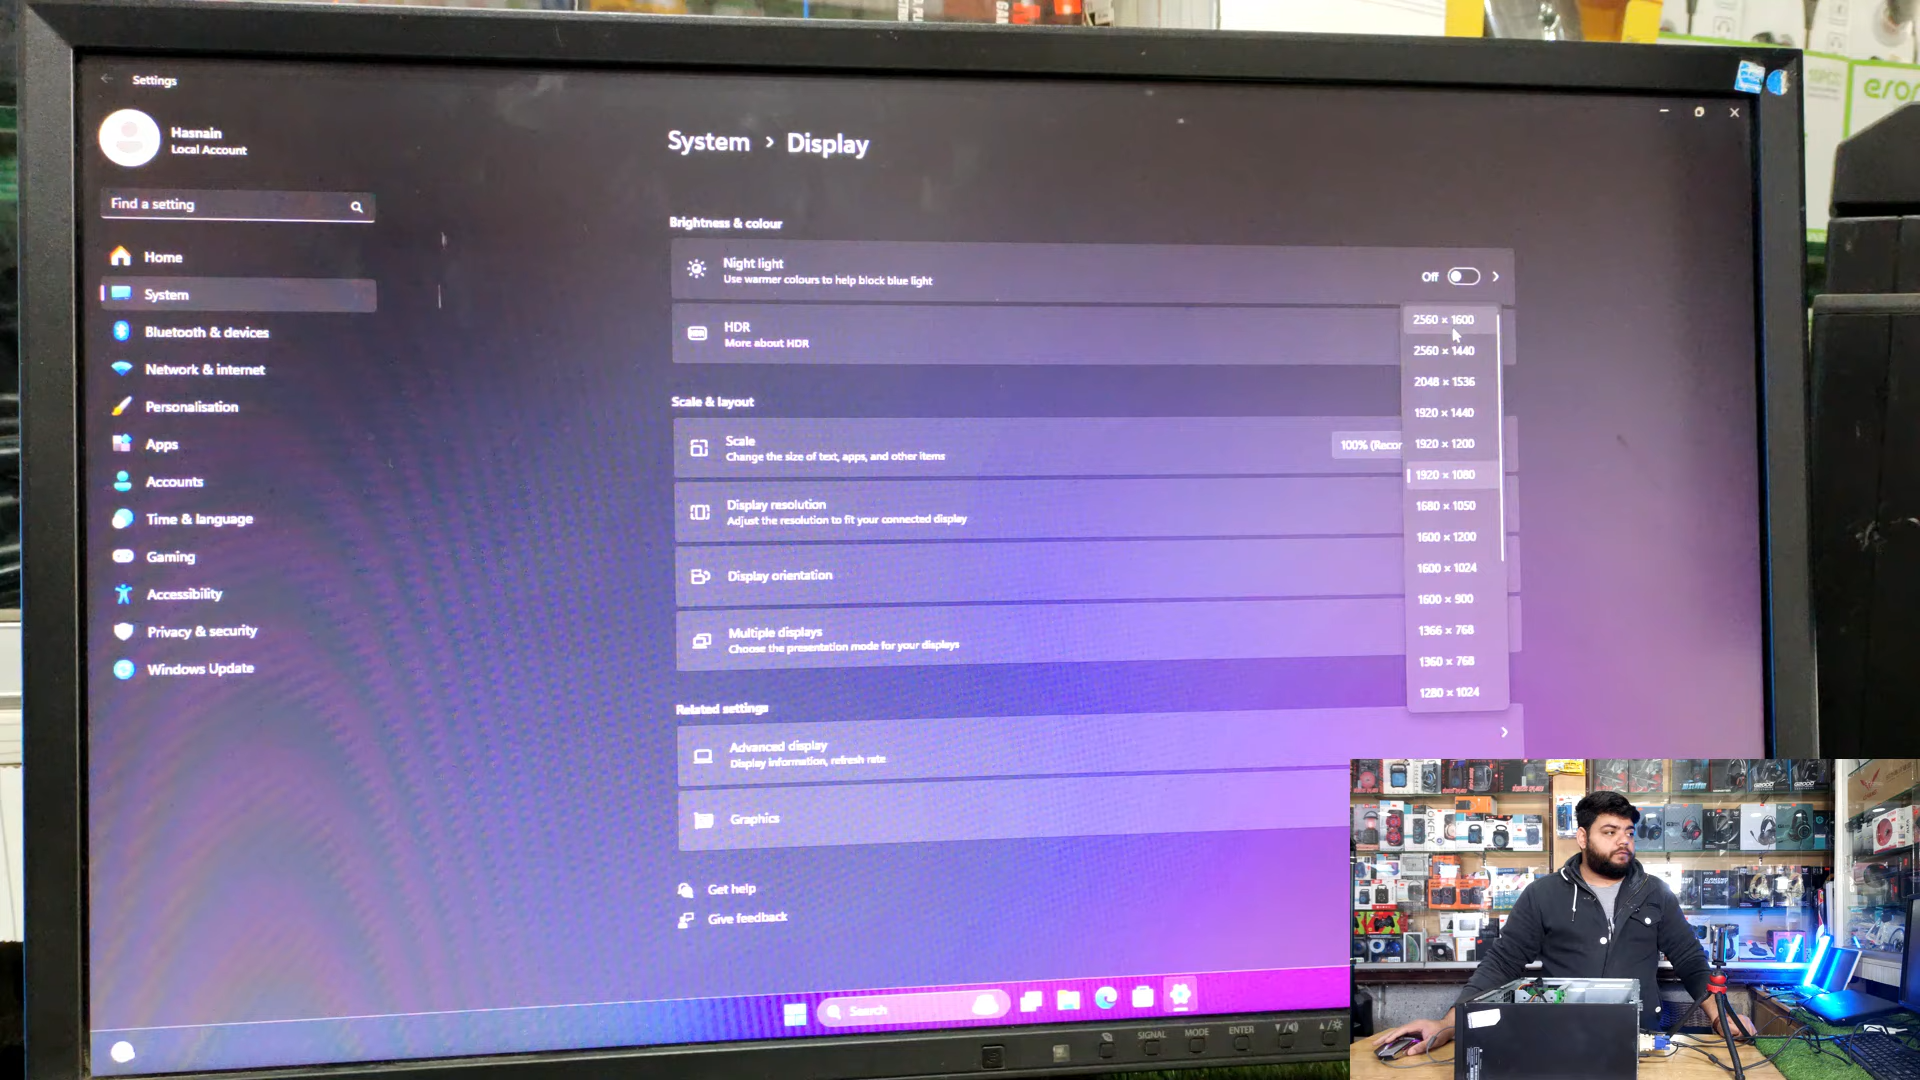 Settings
Hasnain
Local Account
Find a setting
Home
System
Bluetooth & devices
Network & internet
Personalisation
Apps
Accounts
Time & language
Gaming
Accessibility
Privacy & security
Windows Update
System > Display
Brightness & colour
Night light
Use warmer colours to help block blue light
Off
HDR
More about HDR
Scale & layout
Scale
Change the size of text, apps, and other items
100% (Recor
Display resolution
Adjust the resolution to fit your connected display
Display orientation
Multiple displays
Choose the presentation mode for your displays
Related settings
Advanced display
Display information, refresh rate
Graphics
Get help
Give feedback
2560 × 1600
2560 × 1440
2048 × 1536
1920 × 1440
1920 × 1200
1920 × 1080
1680 × 1050
1600 × 1200
1600 × 1024
1600 × 900
1366 × 768
1360 × 768
1280 × 1024
Search
SIGNAL
MODE
ENTER